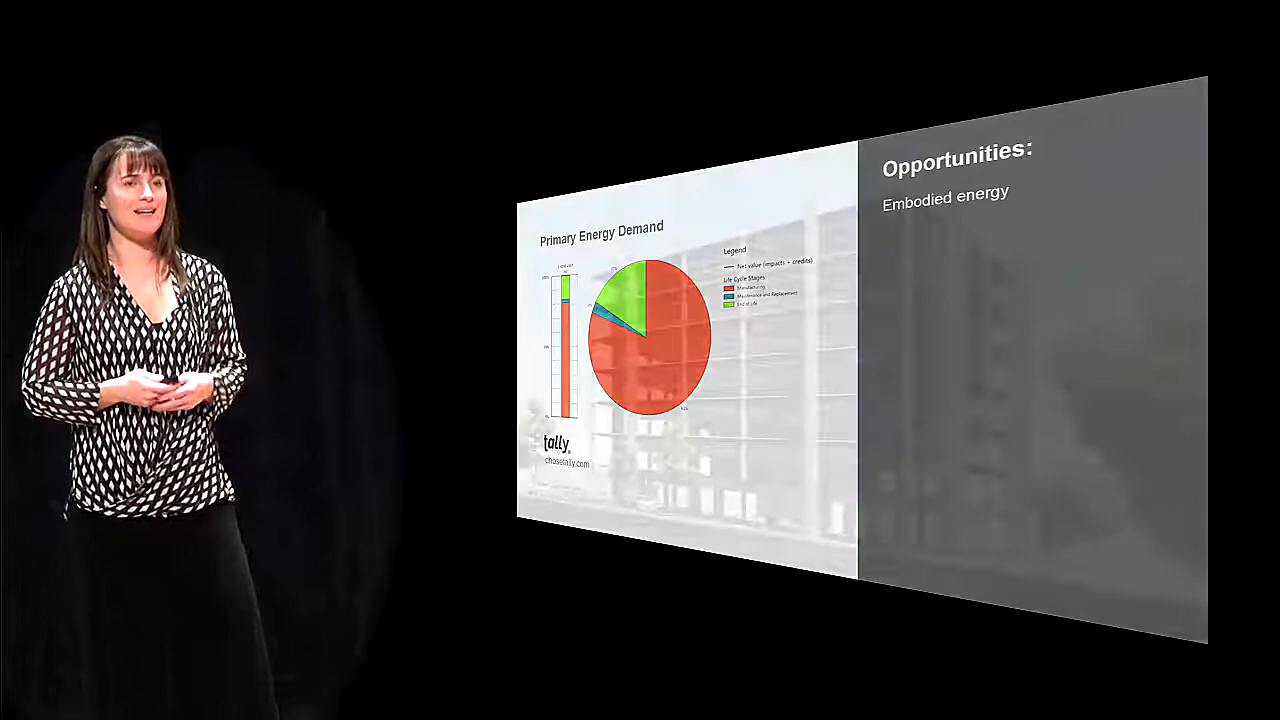 Opportunities:
Embodied energy
Primary Energy Demand
Legend
Net value (impacts + credits)
Life Cycle Stages
Manufacturing
Maintenance and Replacement
End of Life
tally.
chosetally.com